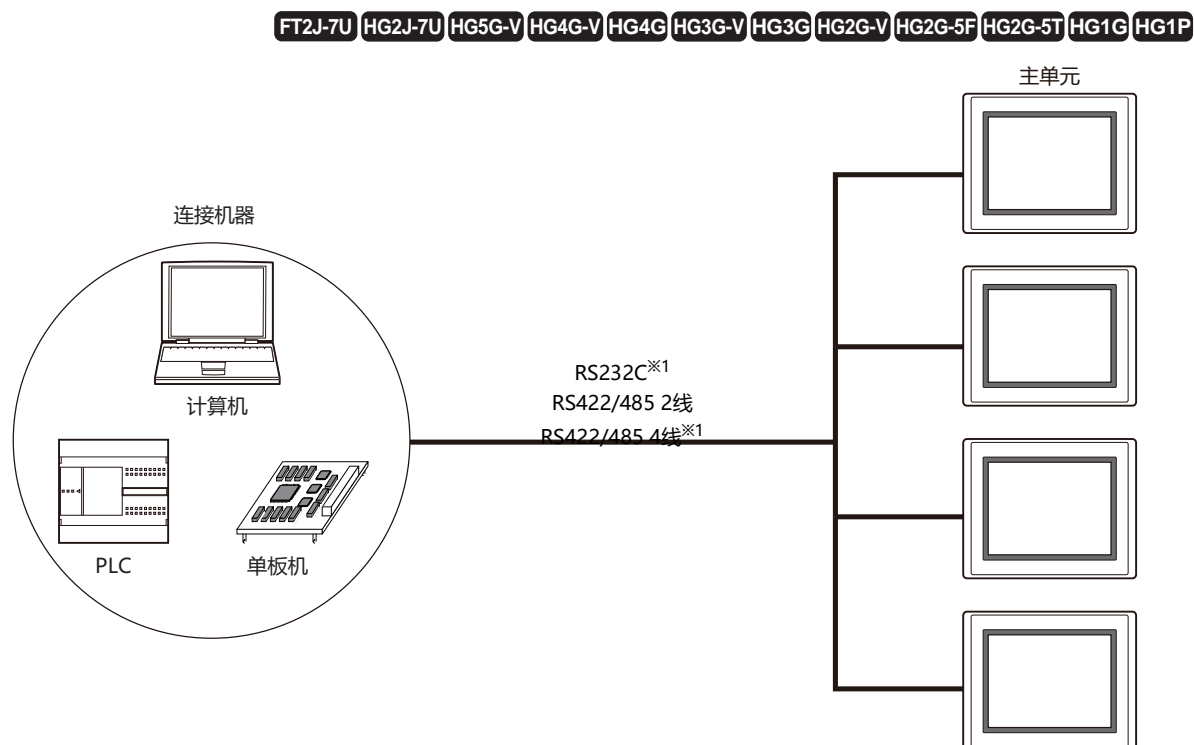 FT2J-7U HG2J-7U HG5G-V HG4G-V HG4G HG3G-V HG3G HG2G-V HG2G-5F HG2G-5T HG1G HG1P
主单元
连接机器
计算机
RS232C※1
RS422/485 2线
RS422/485 4线※1
PLC
单板机